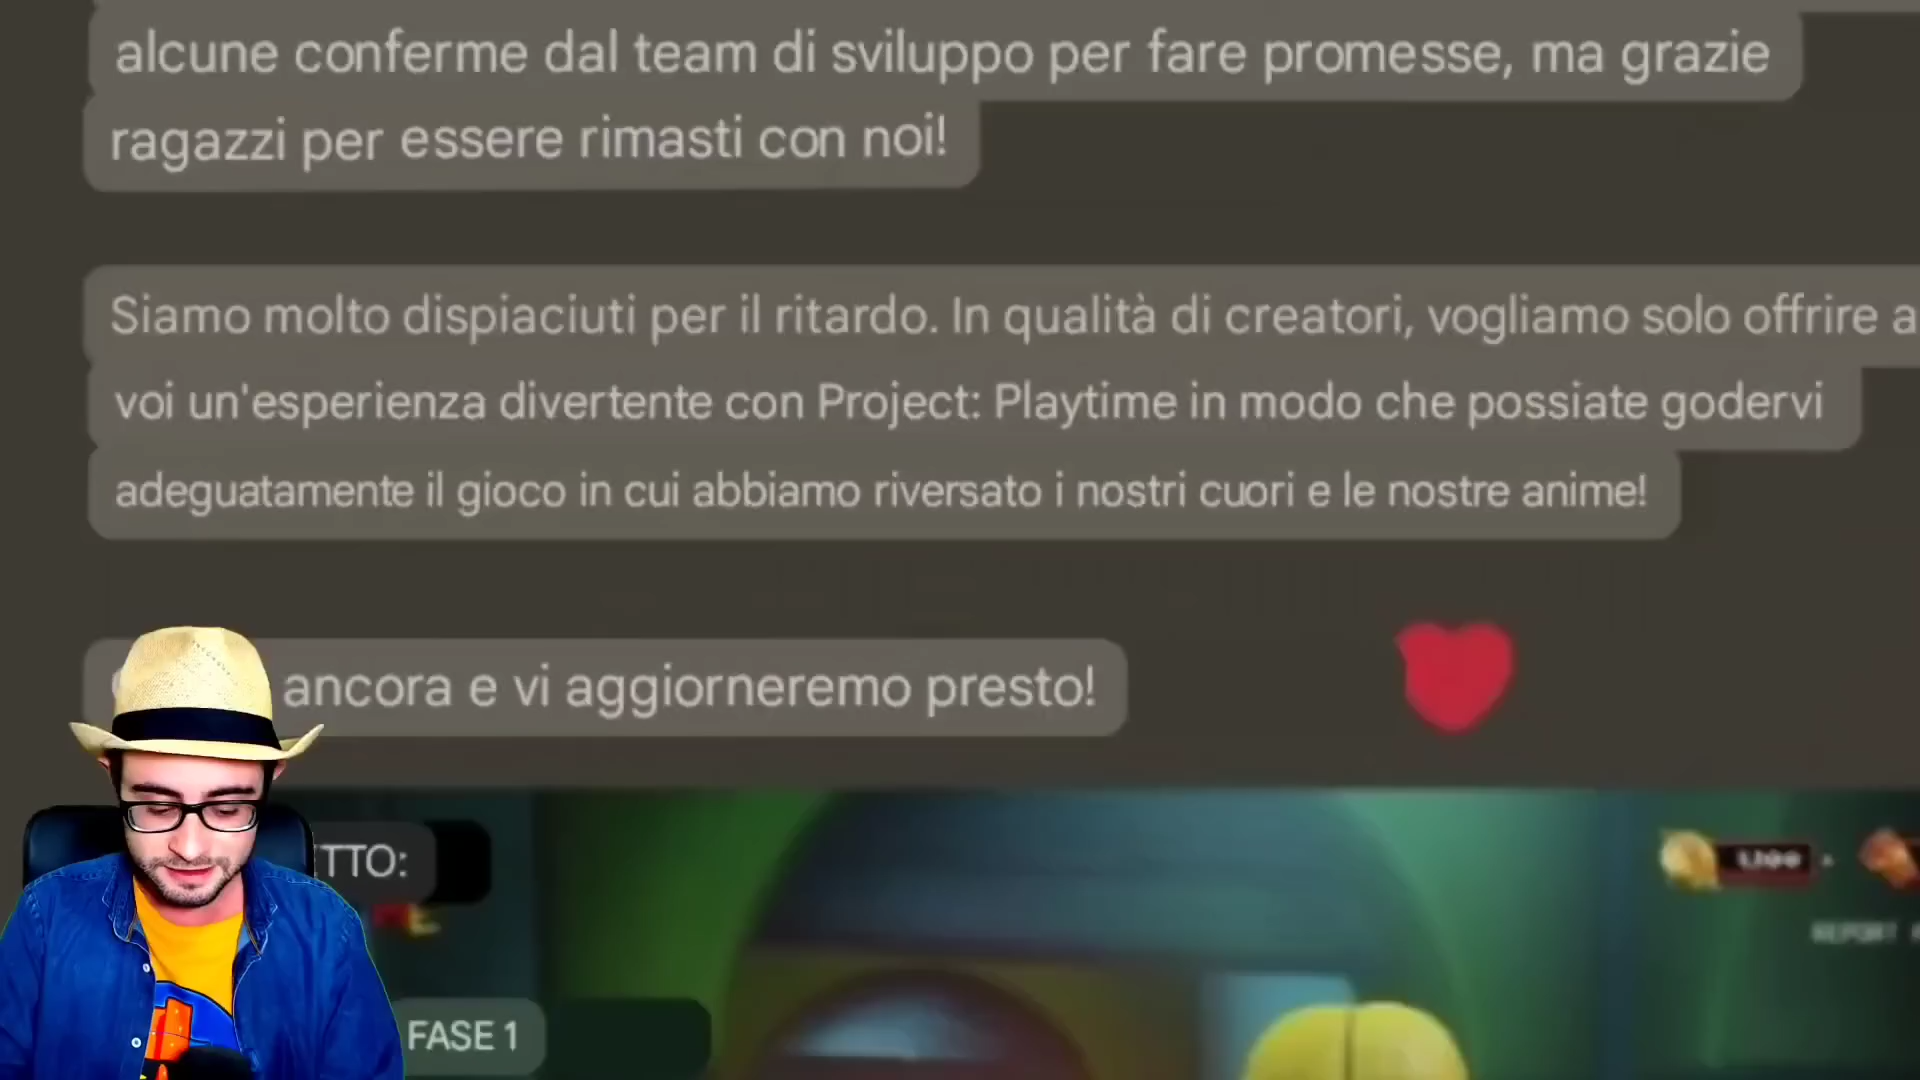 alcune conferme dal team di sviluppo per fare promesse, ma grazie
ragazzi per essere rimasti con noi!
Siamo molto dispiaciuti per il ritardo. In qualità di creatori, vogliamo solo offrire a
voi un'esperienza divertente con Project: Playtime in modo che possiate godervi
adeguatamente il gioco in cui abbiamo riversato i nostri cuori e le nostre anime!
ancora e vi aggiorneremo presto!
TTO:
REPORT
FASE 1